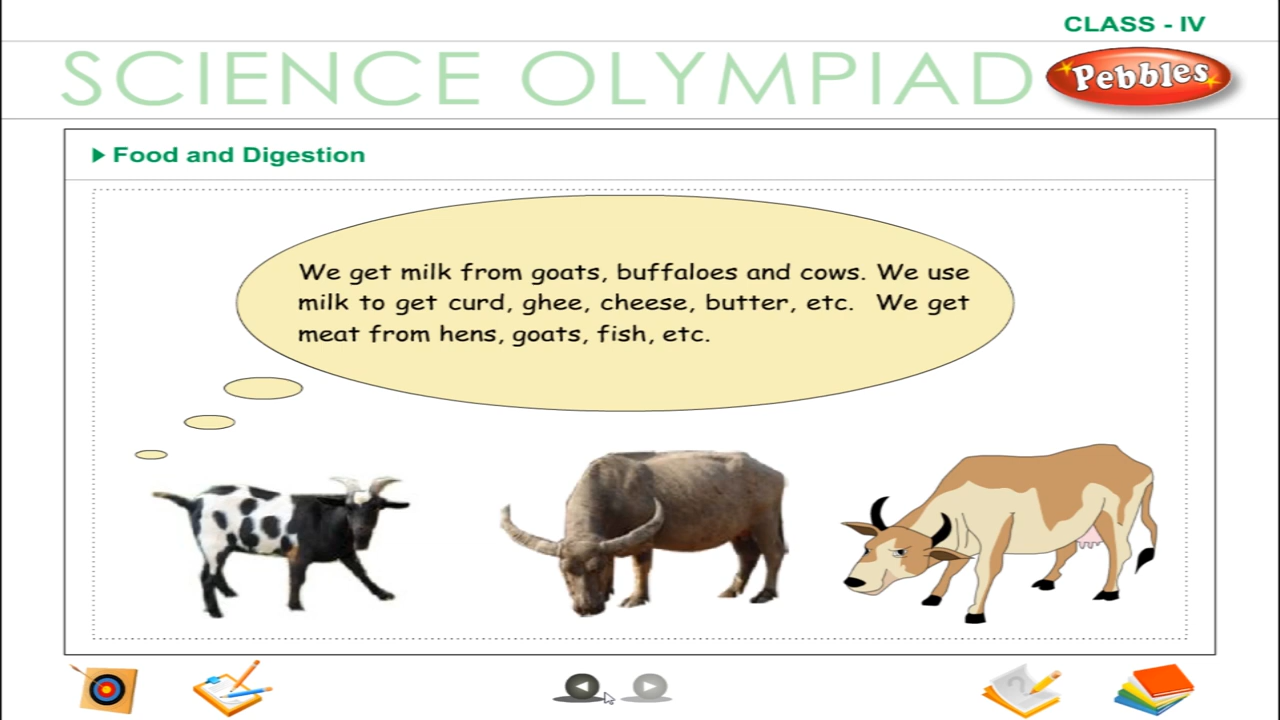 CLASS - IV
SCIENCE OLYMPIAD
Pebbles
Food and Digestion
We get milk from goats, buffaloes and cows. We use
milk to get curd, ghee, cheese, butter, etc. We get
meat from hens, goats, fish, etc.
?